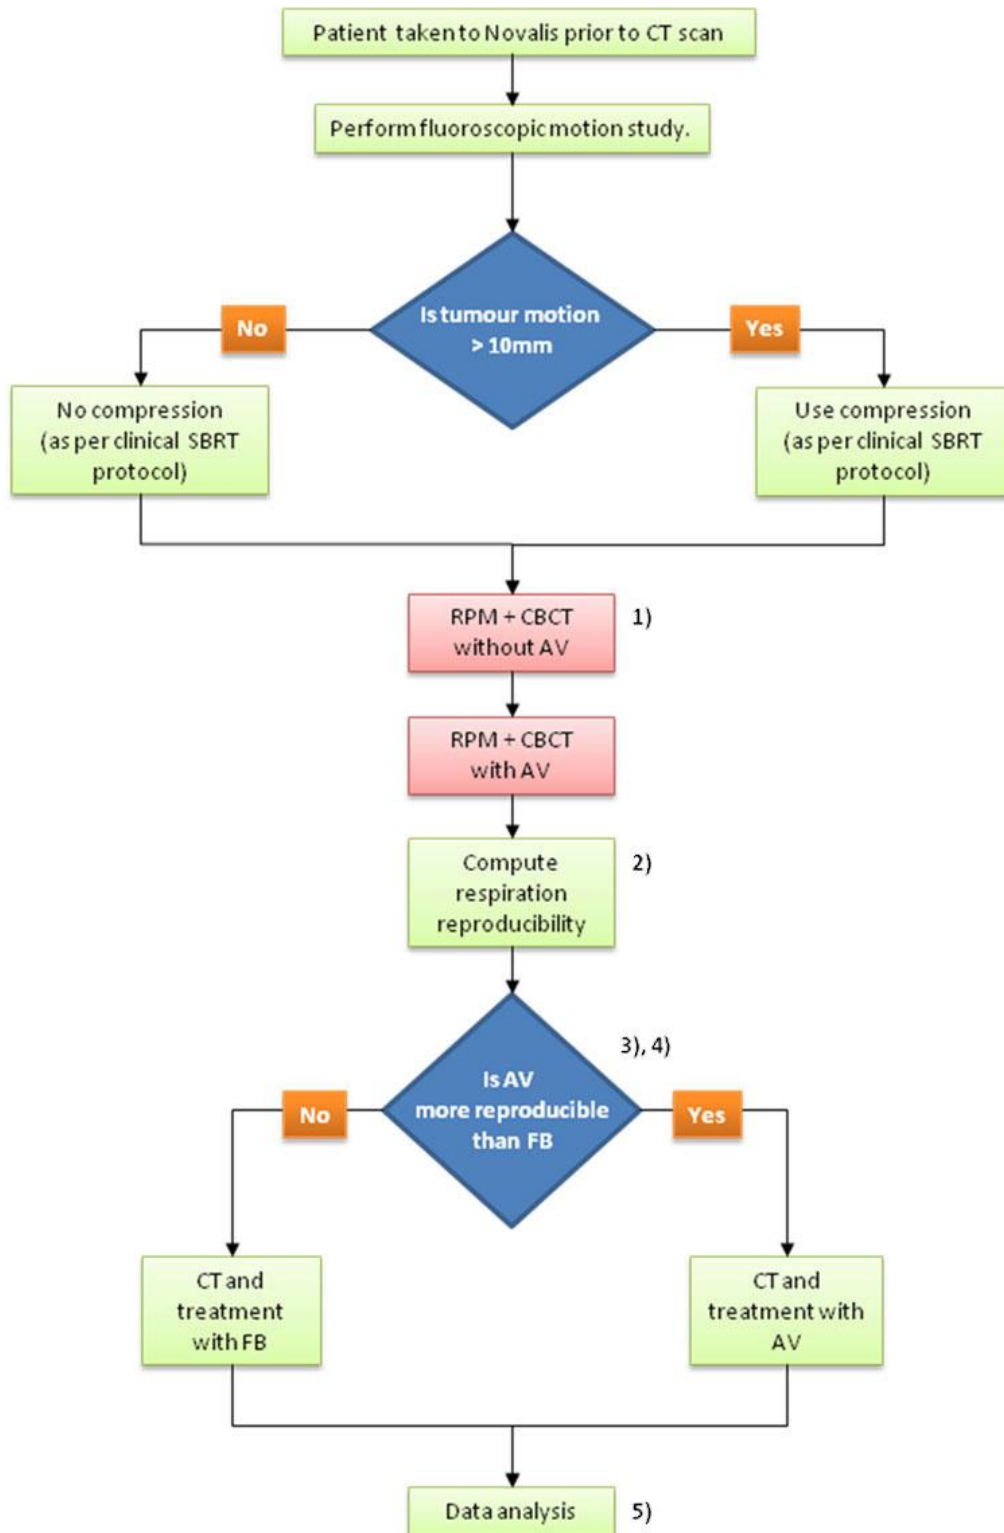 Patient taken to Novalis prior to CT scan
Perform fluoroscopic motion study.
Is tumour motion
> 10mm
No
Yes
No compression
(as per clinical SBRT
protocol)
Use compression
(as per clinical SBRT
protocol)
RPM + CBCT
without AV
1)
RPM + CBCT
with AV
Compute
respiration
reproducibility
2)
3), 4)
Is AV
more reproducible
than FB
No
Yes
CT and
treatment
with FB
CT and
treatment with
AV
Data analysis
5)